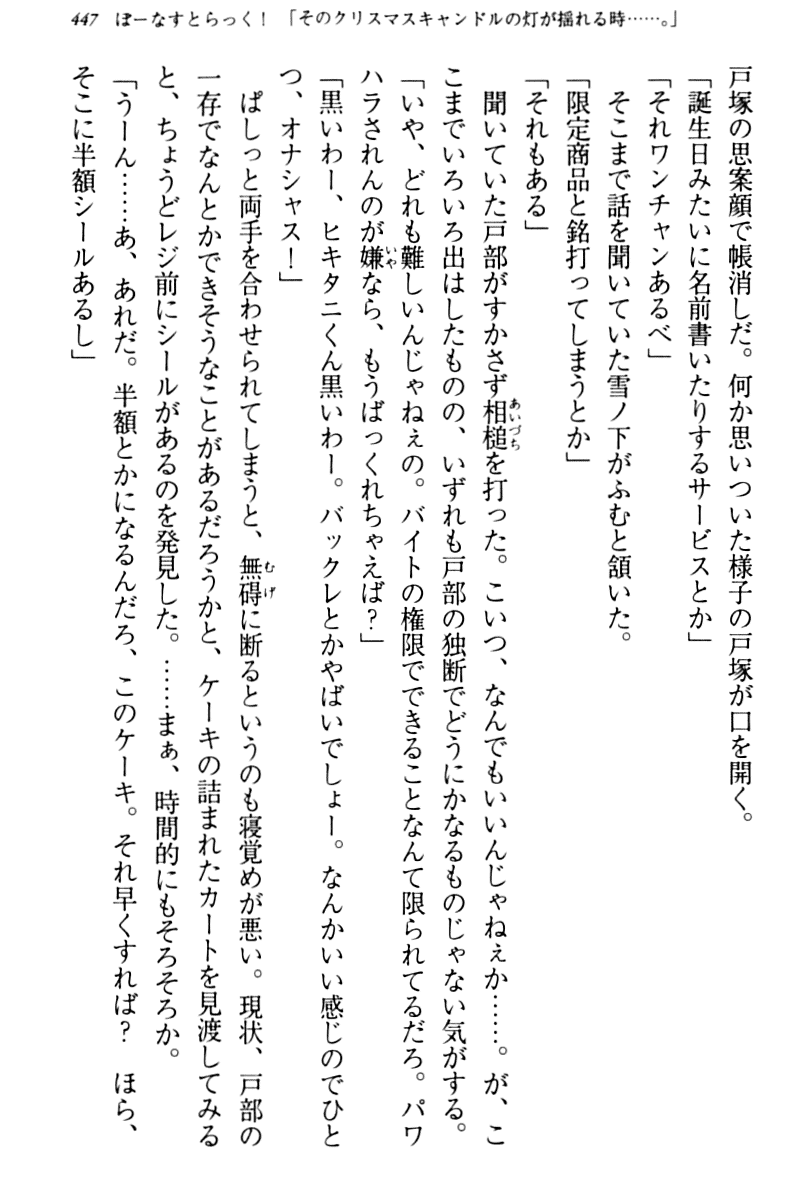 447 ぼーなすとらっく！ 「そのクリスマスキャンドルの灯が揺れる時……。」
戸塚の思案顔で帳消しだ。何か思いついた様子の戸塚が口を開く。
「誕生日みたいに名前書いたりするサービスとか」
「それワンチャンあるべ」
そこまで話を聞いていた雪ノ下がふむと頷いた。
「限定商品と銘打ってしまうとか」
「それもある」
聞いていた戸部がすかさず相槌を打った。こいつ、なんでもいいんじゃねぇか……。が、こ
こまでいろいろ出はしたものの、いずれも戸部の独断でどうにかなるものじゃない気がする。
「いや、どれも難しいんじゃねぇの。バイトの権限でできることなんて限られてるだろ。パワ
ハラされんのが嫌なら、もうばっくれちゃえば？」
「黒いわー、ヒキタニくん黒いわー。バックレとかやばいでしょー。なんかいい感じのでひと
つ、オナシャス！」
ぱしっと両手を合わせられてしまうと、無碍に断るというのも寝覚めが悪い。現状、戸部の
一存でなんとかできそうなことがあるだろうかと、ケーキの詰まれたカートを見渡してみる
と、ちょうどレジ前にシールがあるのを発見した。……まぁ、時間的にもそろそろか。
「うーん……あ、あれだ。半額とかになるんだろ、このケーキ。それ早くすれば？　ほら、
そこに半額シールあるし」